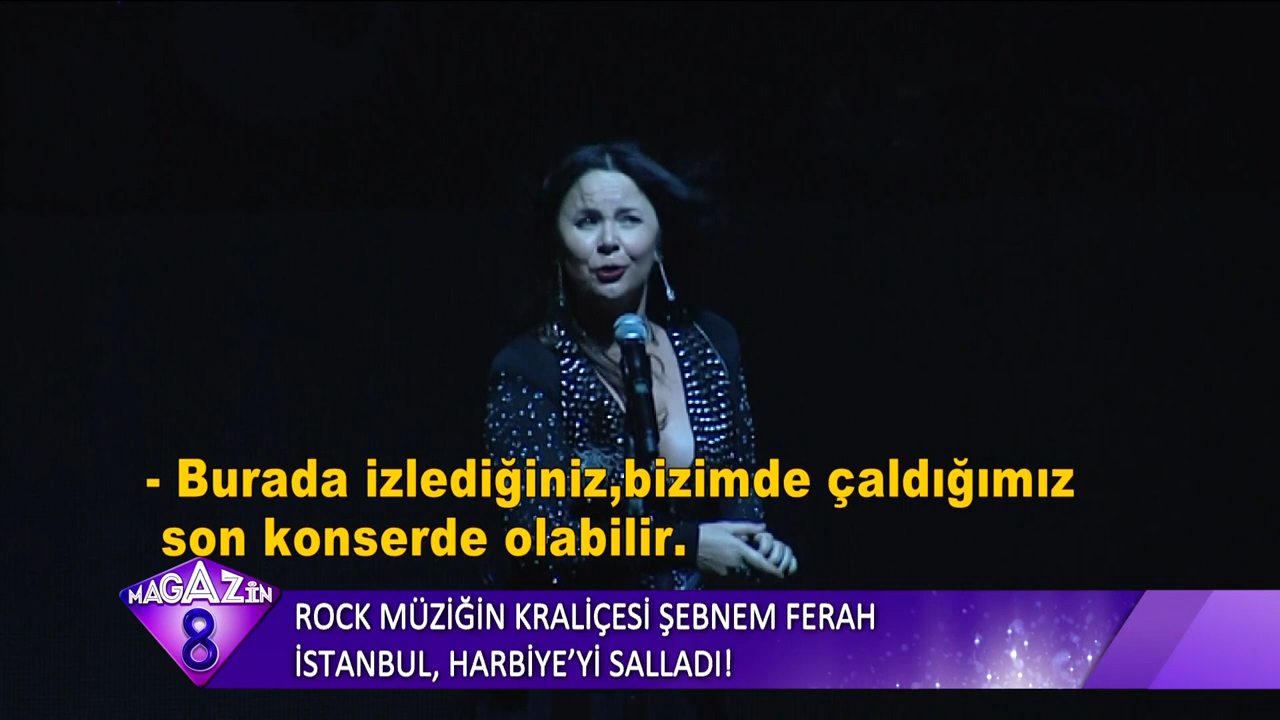 - Burada izlediğiniz,bizimde çaldığımız
son konserde olabilir.
MAGAZİN
8
ROCK MÜZİĞİN KRALİÇESİ ŞEBNEM FERAH
İSTANBUL, HARBİYE’Yİ SALLADI!